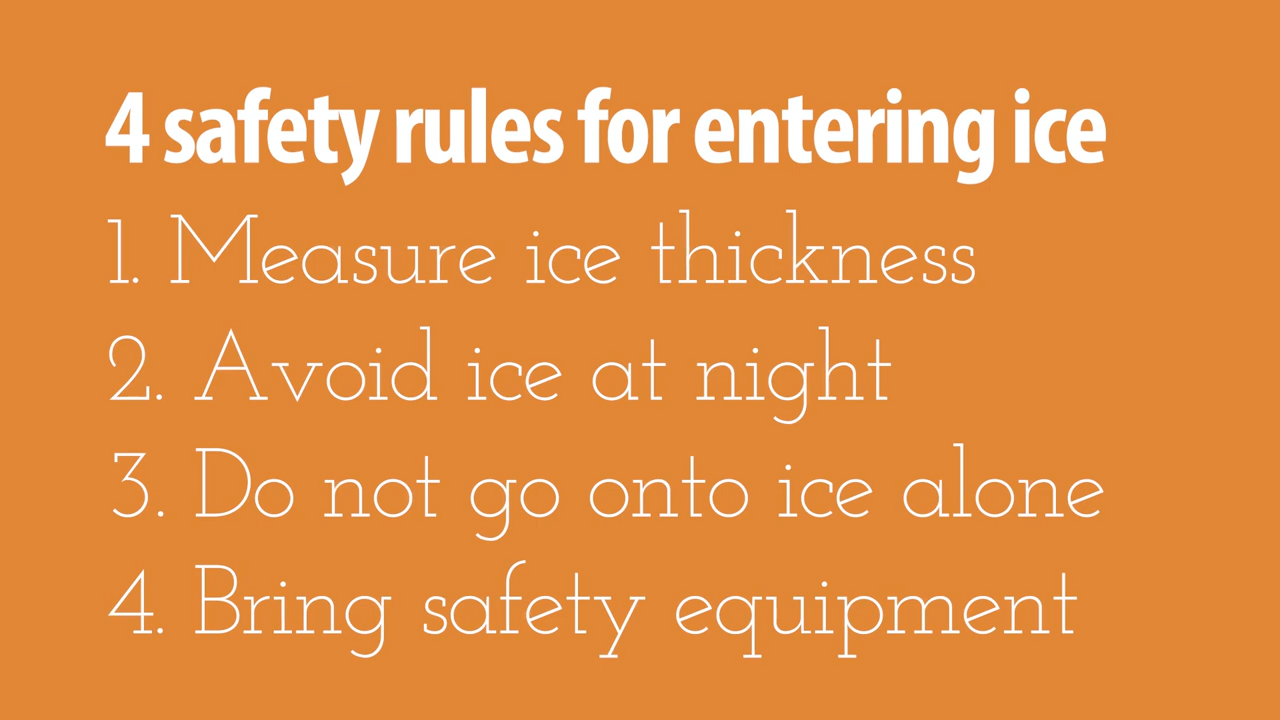 4 safety rules for entering ice
1. Measure ice thickness
2. Avoid ice at night
3. Do not go onto ice alone
4. Bring safety equipment